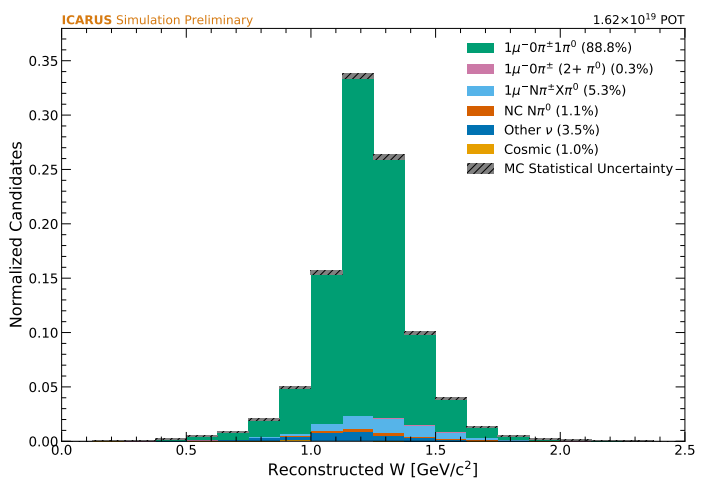 ICARUS Simulation Preliminary
1.62×10¹⁹ POT
1μ⁻0π±1π⁰ (88.8%)
1μ⁻0π± (2+ π⁰) (0.3%)
1μ⁻Nπ±Xπ⁰ (5.3%)
NC Nπ⁰ (1.1%)
Other ν (3.5%)
Cosmic (1.0%)
MC Statistical Uncertainty
Normalized Candidates
0.35
0.30
0.25
0.20
0.15
0.10
0.05
0.00
0.0 0.5 1.0 1.5 2.0 2.5
Reconstructed W [GeV/c²]